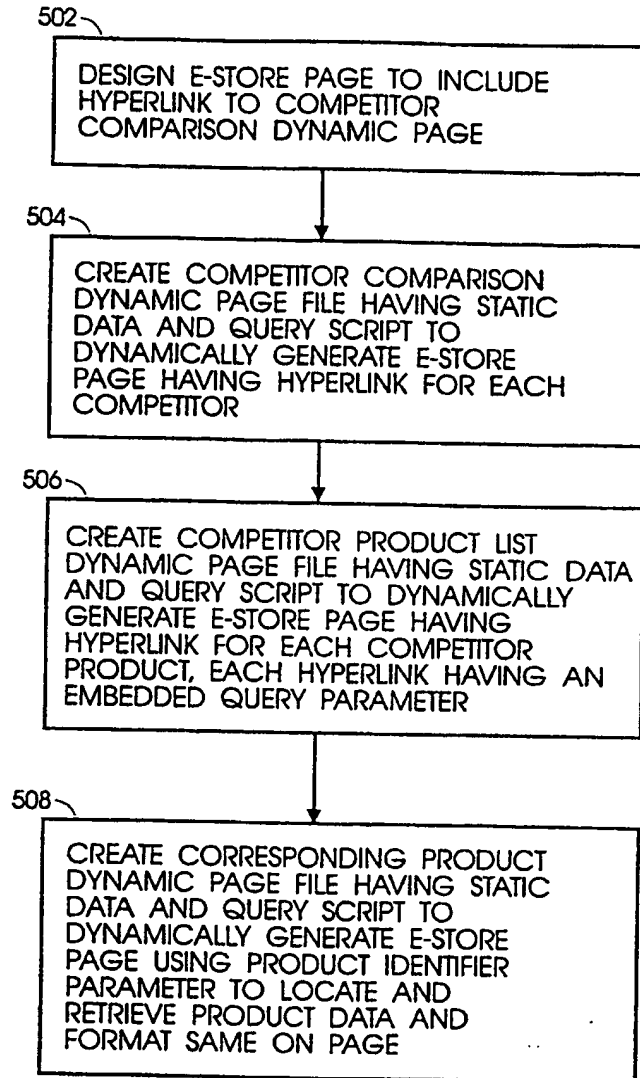 502
DESIGN E-STORE PAGE TO INCLUDE
HYPERLINK TO COMPETITOR
COMPARISON DYNAMIC PAGE
504
CREATE COMPETITOR COMPARISON
DYNAMIC PAGE FILE HAVING STATIC
DATA AND QUERY SCRIPT TO
DYNAMICALLY GENERATE E-STORE
PAGE HAVING HYPERLINK FOR EACH
COMPETITOR
506
CREATE COMPETITOR PRODUCT LIST
DYNAMIC PAGE FILE HAVING STATIC DATA
AND QUERY SCRIPT TO DYNAMICALLY
GENERATE E-STORE PAGE HAVING
HYPERLINK FOR EACH COMPETITOR
PRODUCT, EACH HYPERLINK HAVING AN
EMBEDDED QUERY PARAMETER
508
CREATE CORRESPONDING PRODUCT
DYNAMIC PAGE FILE HAVING STATIC
DATA AND QUERY SCRIPT TO
DYNAMICALLY GENERATE E-STORE
PAGE USING PRODUCT IDENTIFIER
PARAMETER TO LOCATE AND
RETRIEVE PRODUCT DATA AND
FORMAT SAME ON PAGE